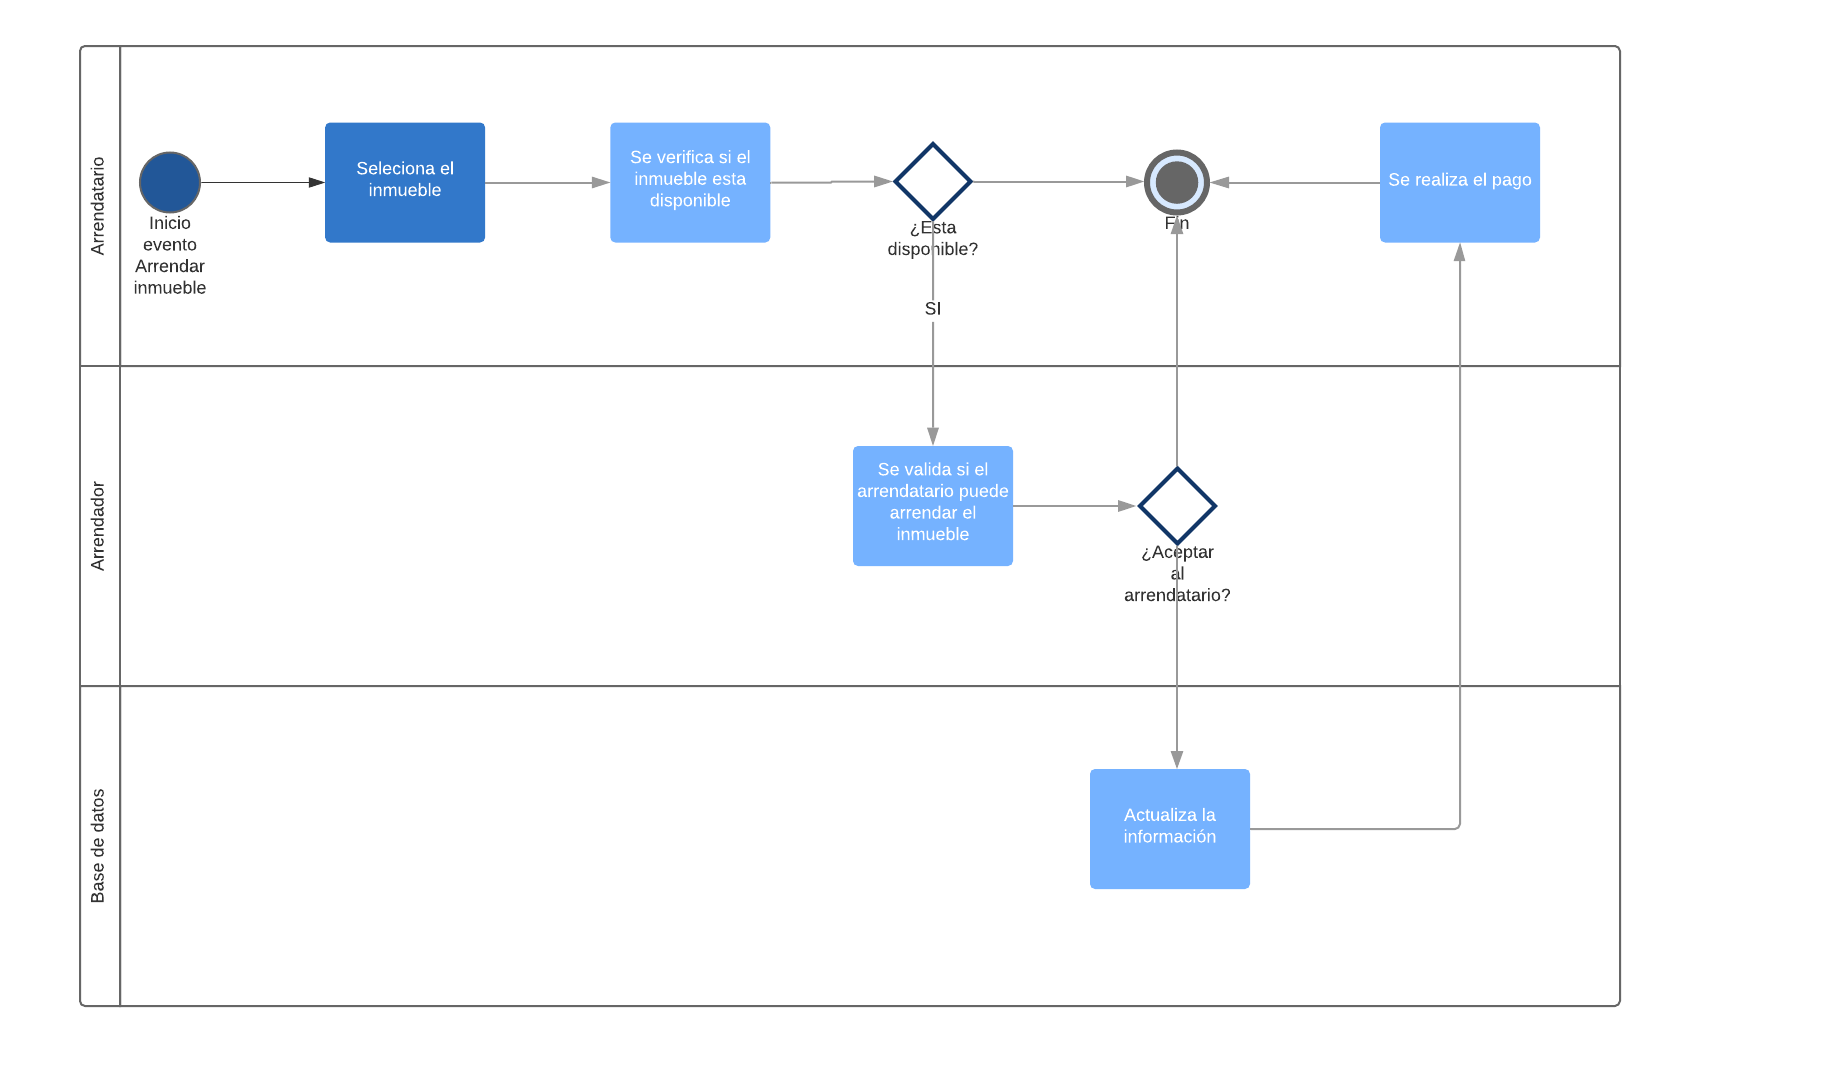 Arrendatario
Inicio
evento
Arrendar
inmueble
Seleciona el
inmueble
Se verifica si el
inmueble esta
disponible
¿Esta
disponible?
SI
Fin
Se realiza el pago
Arrendador
Se valida si el
arrendatario puede
arrendar el
inmueble
¿Aceptar
al
arrendatario?
Base de datos
Actualiza la
información